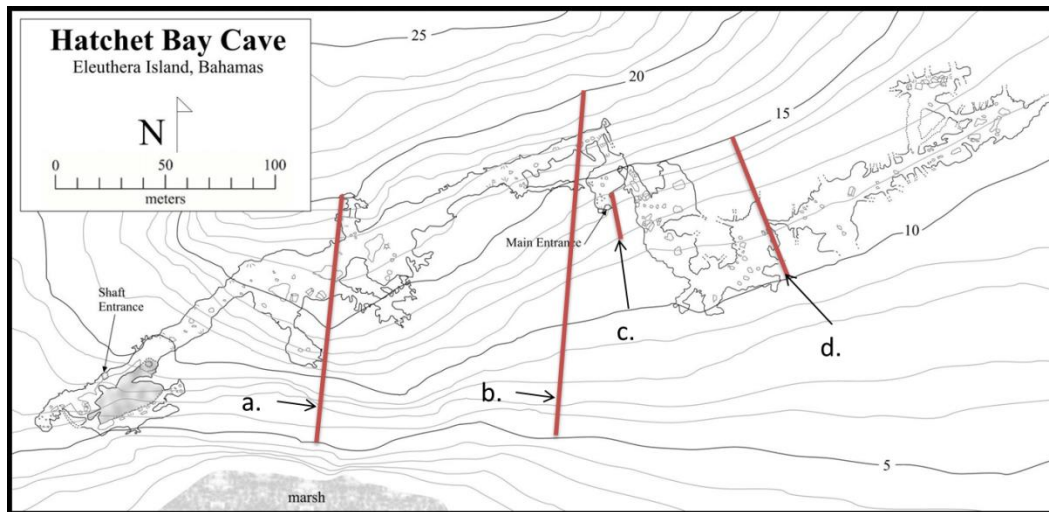 Hatchet Bay Cave
Eleuthera Island, Bahamas
N
0 50 100
meters
25
20
15
10
5
Shaft
Entrance
Main Entrance
a.
b.
c.
d.
marsh